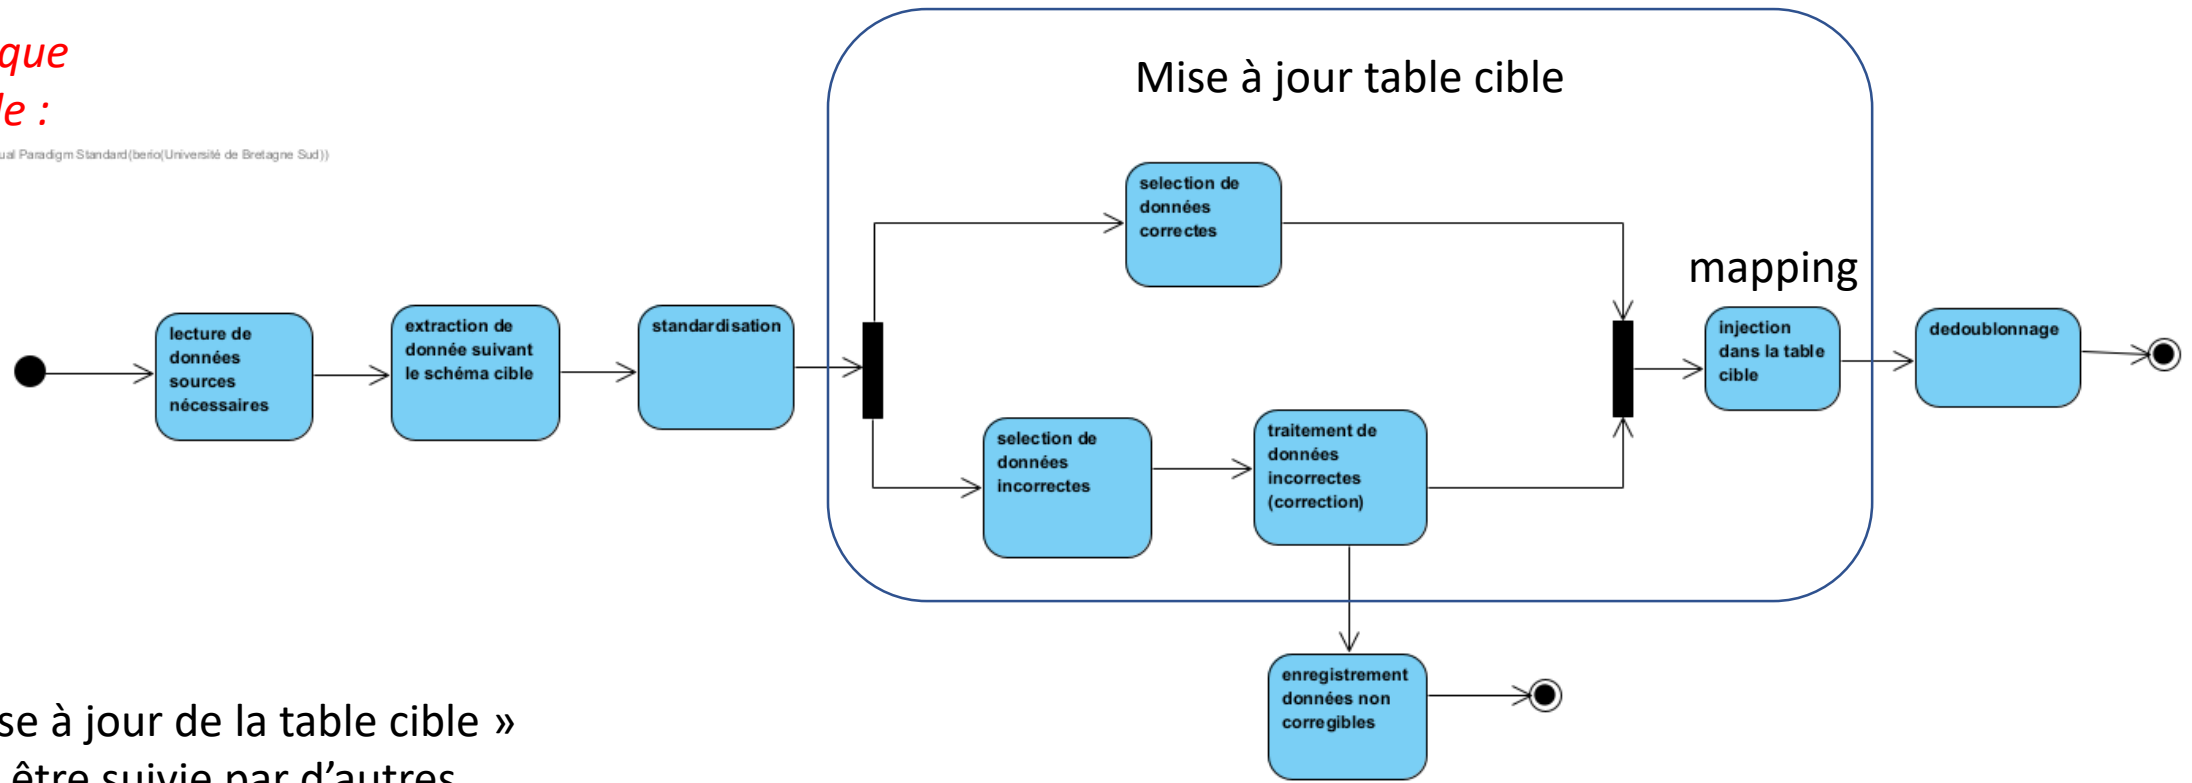 que
le :
ual Paradigm Standard(berio(Université de Bretagne Sud))
Mise à jour table cible
selection de
données
correctes
mapping
lecture de
données
sources
nécessaires
extraction de
donnée suivant
le schéma cible
standardisation
selection de
données
incorrectes
traitement de
données
incorrectes
(correction)
injection
dans la table
cible
dedoublonnage
enregistrement
données non
corregibles
se à jour de la table cible »
être suivie par d'autres